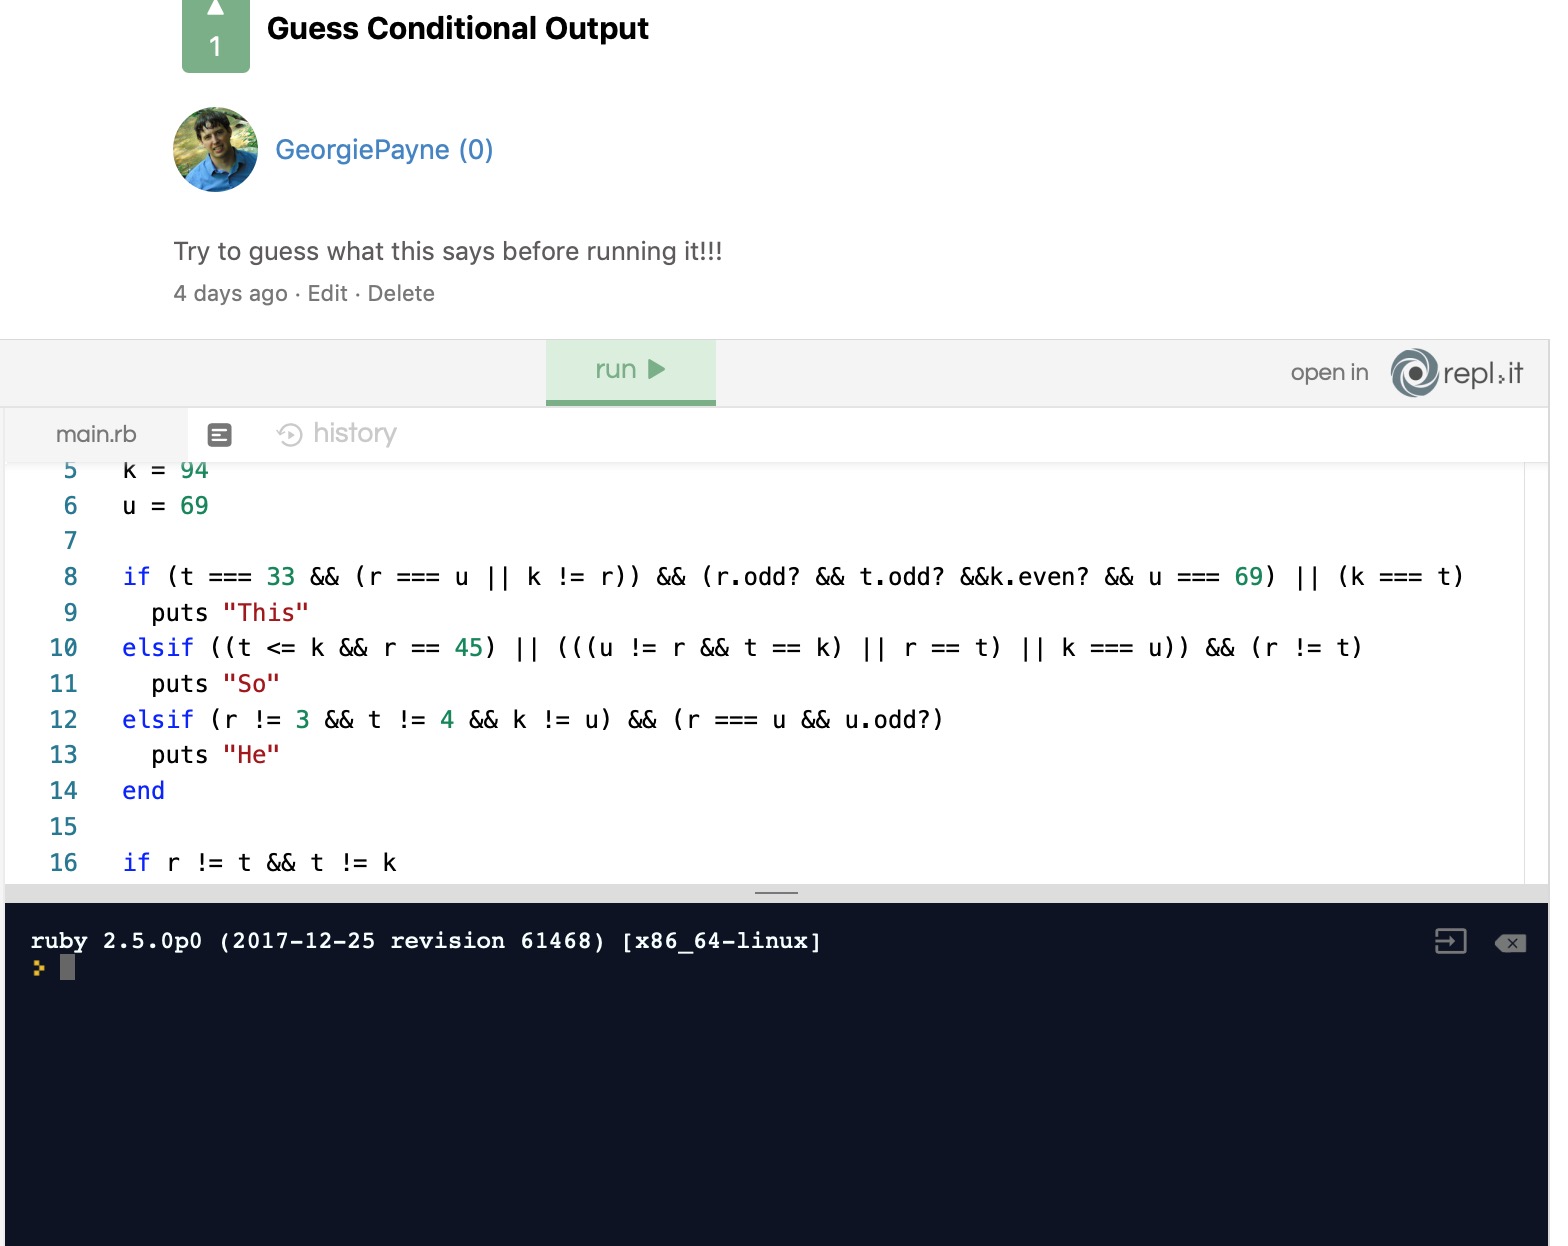 1
Guess Conditional Output
GeorgiePayne (0)
Try to guess what this says before running it!!!
4 days ago · Edit · Delete
run
open in repl.it
main.rb
history
5 k = 94
6 u = 69
7
8 if (t === 33 && (r === u || k != r)) && (r.odd? && t.odd? &&k.even? && u === 69) || (k === t)
9 puts "This"
10 elsif ((t <= k && r == 45) || (((u != r && t == k) || r == t) || k === u)) && (r != t)
11 puts "So"
12 elsif (r != 3 && t != 4 && k != u) && (r === u && u.odd?)
13 puts "He"
14 end
15
16 if r != t && t != k
ruby 2.5.0p0 (2017-12-25 revision 61468) [x86_64-linux]